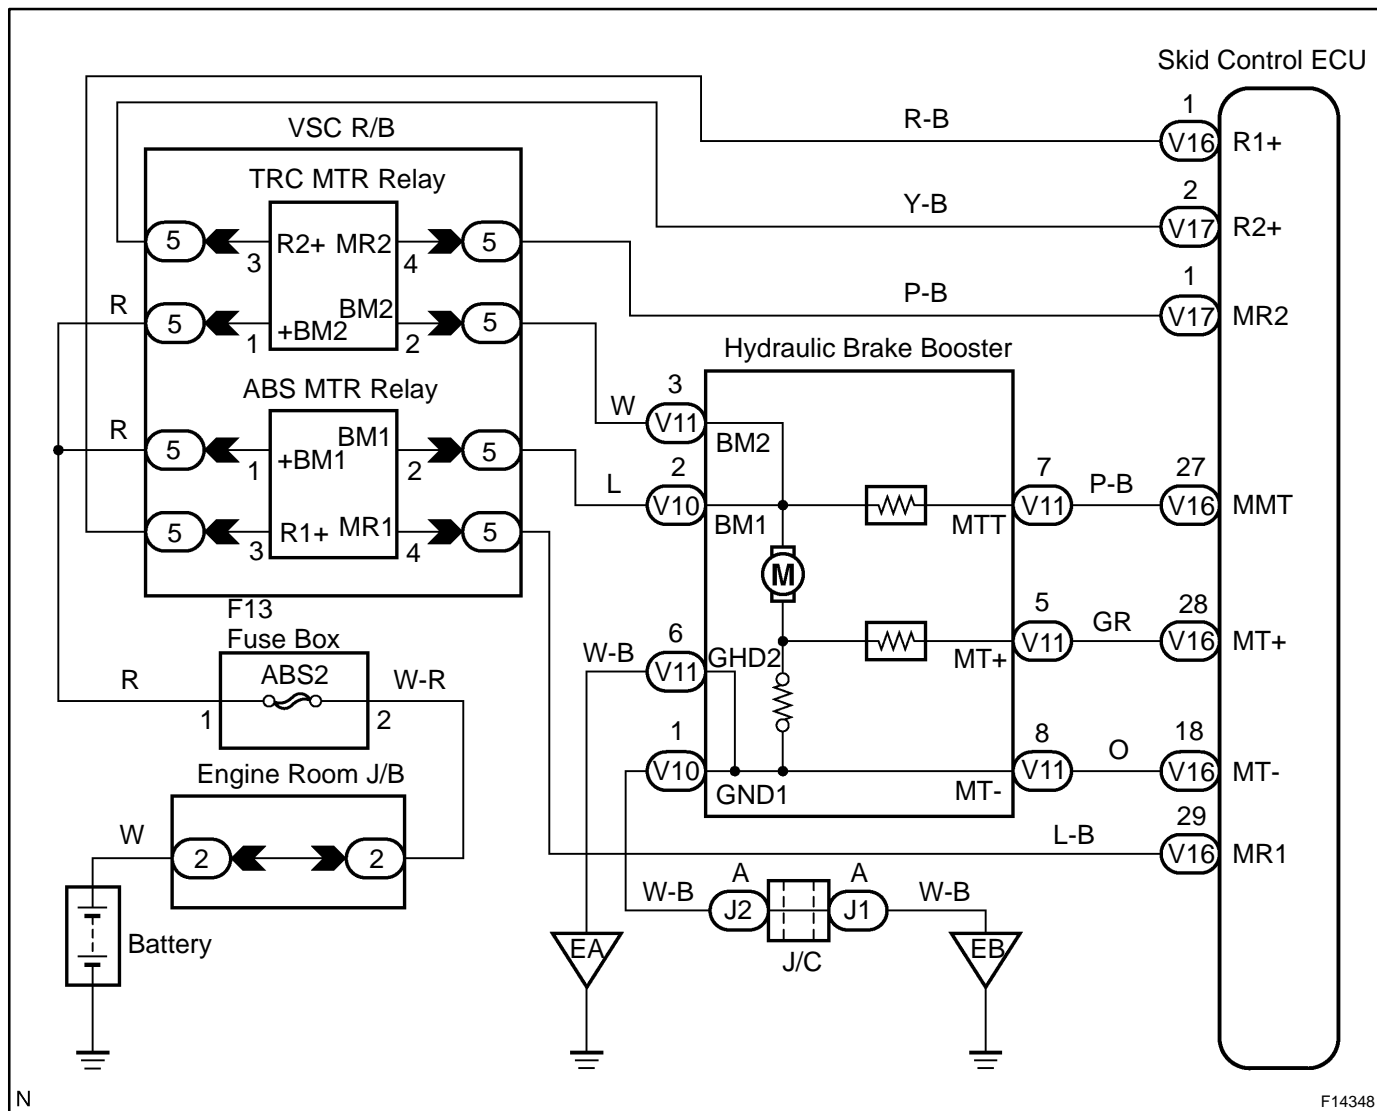 Skid Control ECU
1
R-B
V16
R1+
VSC R/B
2
Y-B
V17
R2+
TRC MTR Relay
5
3
R2+
MR2
4
5
1
P-B
V17
MR2
R
5
1
+BM2
BM2
2
5
Hydraulic Brake Booster
ABS MTR Relay
3
W
V11
BM2
R
5
1
+BM1
BM1
2
5
2
L
V10
BM1
7
MTT
V11
P-B
27
V16
MMT
5
3
R1+
MR1
4
5
M
F13
Fuse Box
ABS2
R
1
2
W-R
6
W-B
V11
GHD2
5
MT+
V11
GR
28
V16
MT+
1
V10
GND1
8
MT-
V11
O
18
V16
MT-
Engine Room J/B
W
2
2
29
L-B
V16
MR1
A
A
W-B
J2
J1
W-B
J/C
Battery
EA
EB
N
F14348